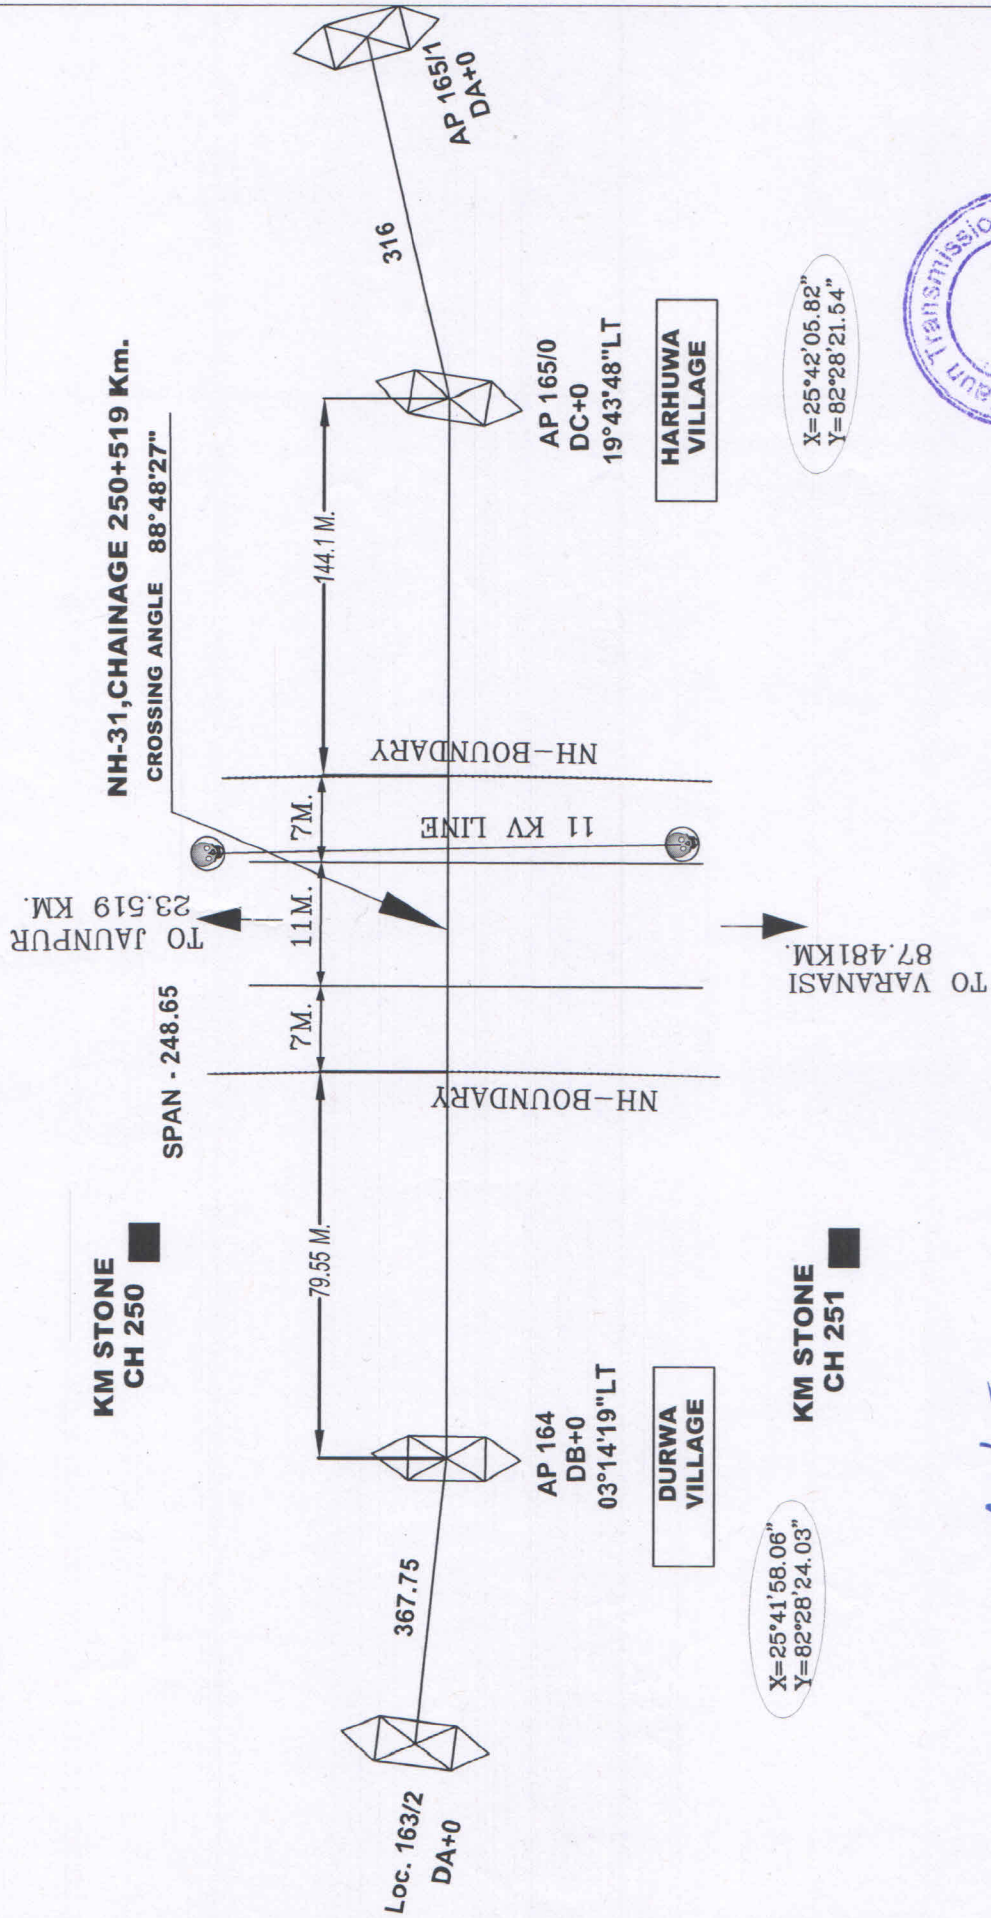 NH-31,CHAINAGE 250+519 Km.
CROSSING ANGLE 88°48'27"
TO JAUNPUR
23.519 KM.
SPAN - 248.65
KM STONE
CH 250
79.55 M.
7M.
11M.
7M.
144.1 M.
NH-BOUNDARY
11 KV LINE
NH-BOUNDARY
367.75
316
Loc. 163/2
DA+0
AP 164
DB+0
03°14'19"LT
AP 165/0
DC+0
19°43'48"LT
AP 165/1
DA+0
DURWA
VILLAGE
HARHUWA
VILLAGE
X=25°41'58.06"
Y=82°28'24.03"
KM STONE
CH 251
TO VARANASI
87.481KM.
X=25°42'05.82"
Y=82°28'21.54"